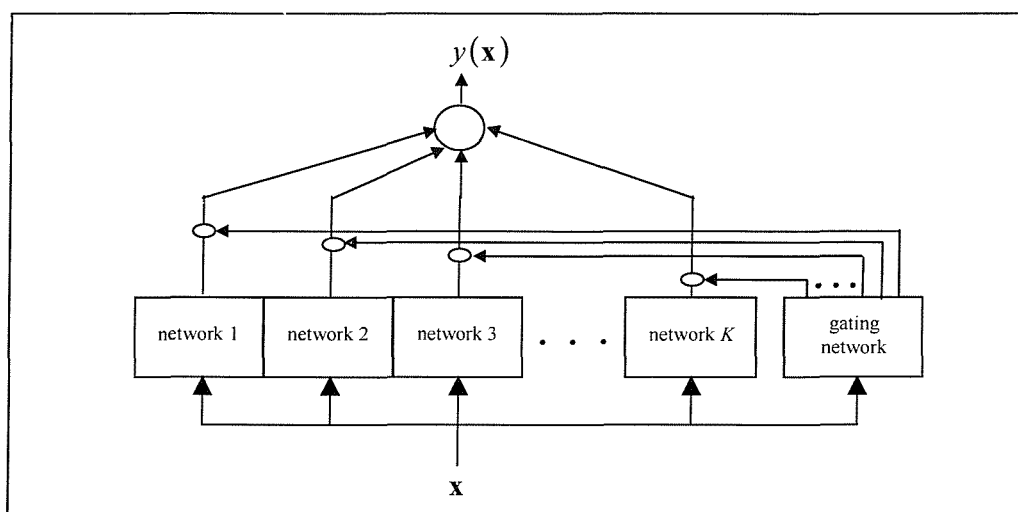 y(x)
. . .
network 1 network 2 network 3 . . . network K gating
network
x